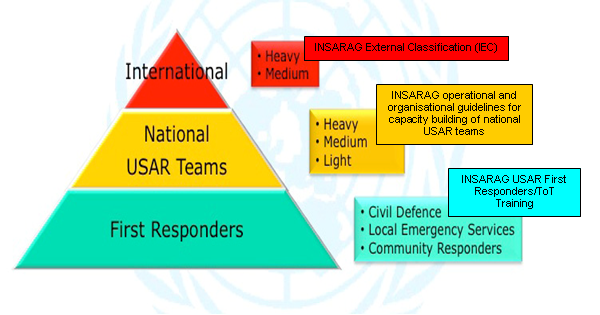 International
• Heavy
• Medium
INSARAG External Classification (IEC)
National
USAR Teams
• Heavy
• Medium
• Light
INSARAG operational and
organisational guidelines for
capacity building of national
USAR teams
First Responders
• Civil Defence
• Local Emergency Services
• Community Responders
INSARAG USAR First
Responders/ToT
Training